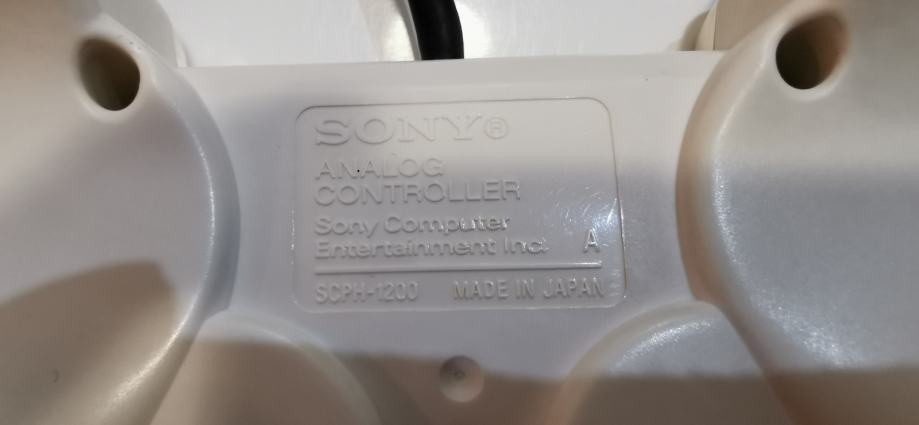 SONY®
ANALOG
CONTROLLER
Sony Computer
Entertainment Inc. A
SCPH-1200 MADE IN JAPAN